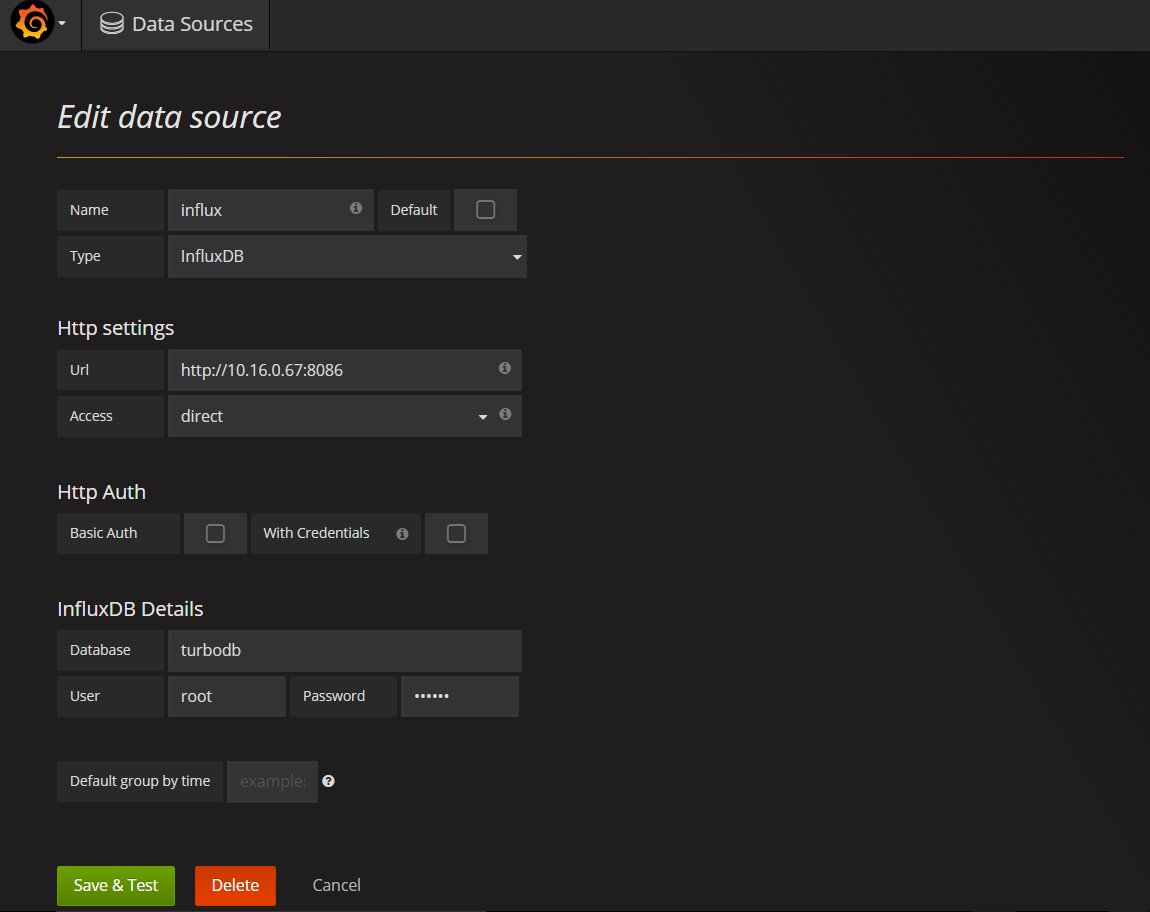 Data Sources
Edit data source
Name influx Default
Type InfluxDB
Http settings
Url http://10.16.0.67:8086
Access direct
Http Auth
Basic Auth With Credentials
InfluxDB Details
Database turbodb
User root Password ••••••
Default group by time example:
Save & Test Delete Cancel